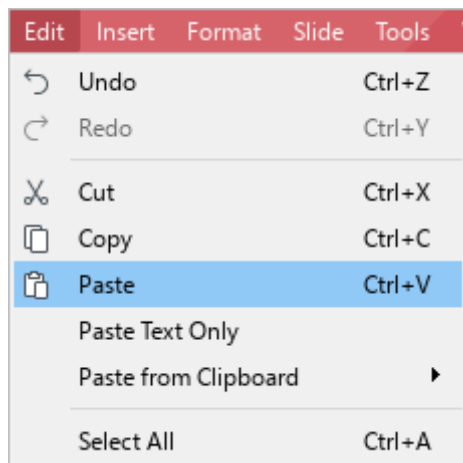 Edit Insert Format Slide Tools
Undo Ctrl+Z
Redo Ctrl+Y
Cut Ctrl+X
Copy Ctrl+C
Paste Ctrl+V
Paste Text Only
Paste from Clipboard
Select All Ctrl+A